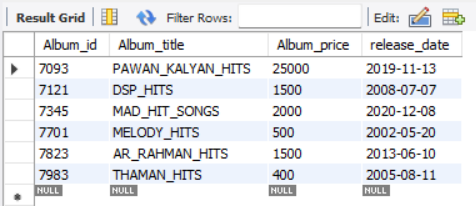 Result Grid Filter Rows: Edit:
Album_id Album_title Album_price release_date
7093 PAWAN_KALYAN_HITS 25000 2019-11-13
7121 DSP_HITS 1500 2008-07-07
7345 MAD_HIT_SONGS 2000 2020-12-08
7701 MELODY_HITS 500 2002-05-20
7823 AR_RAHMAN_HITS 1500 2013-06-10
7983 THAMAN_HITS 400 2005-08-11
NULL NULL NULL NULL